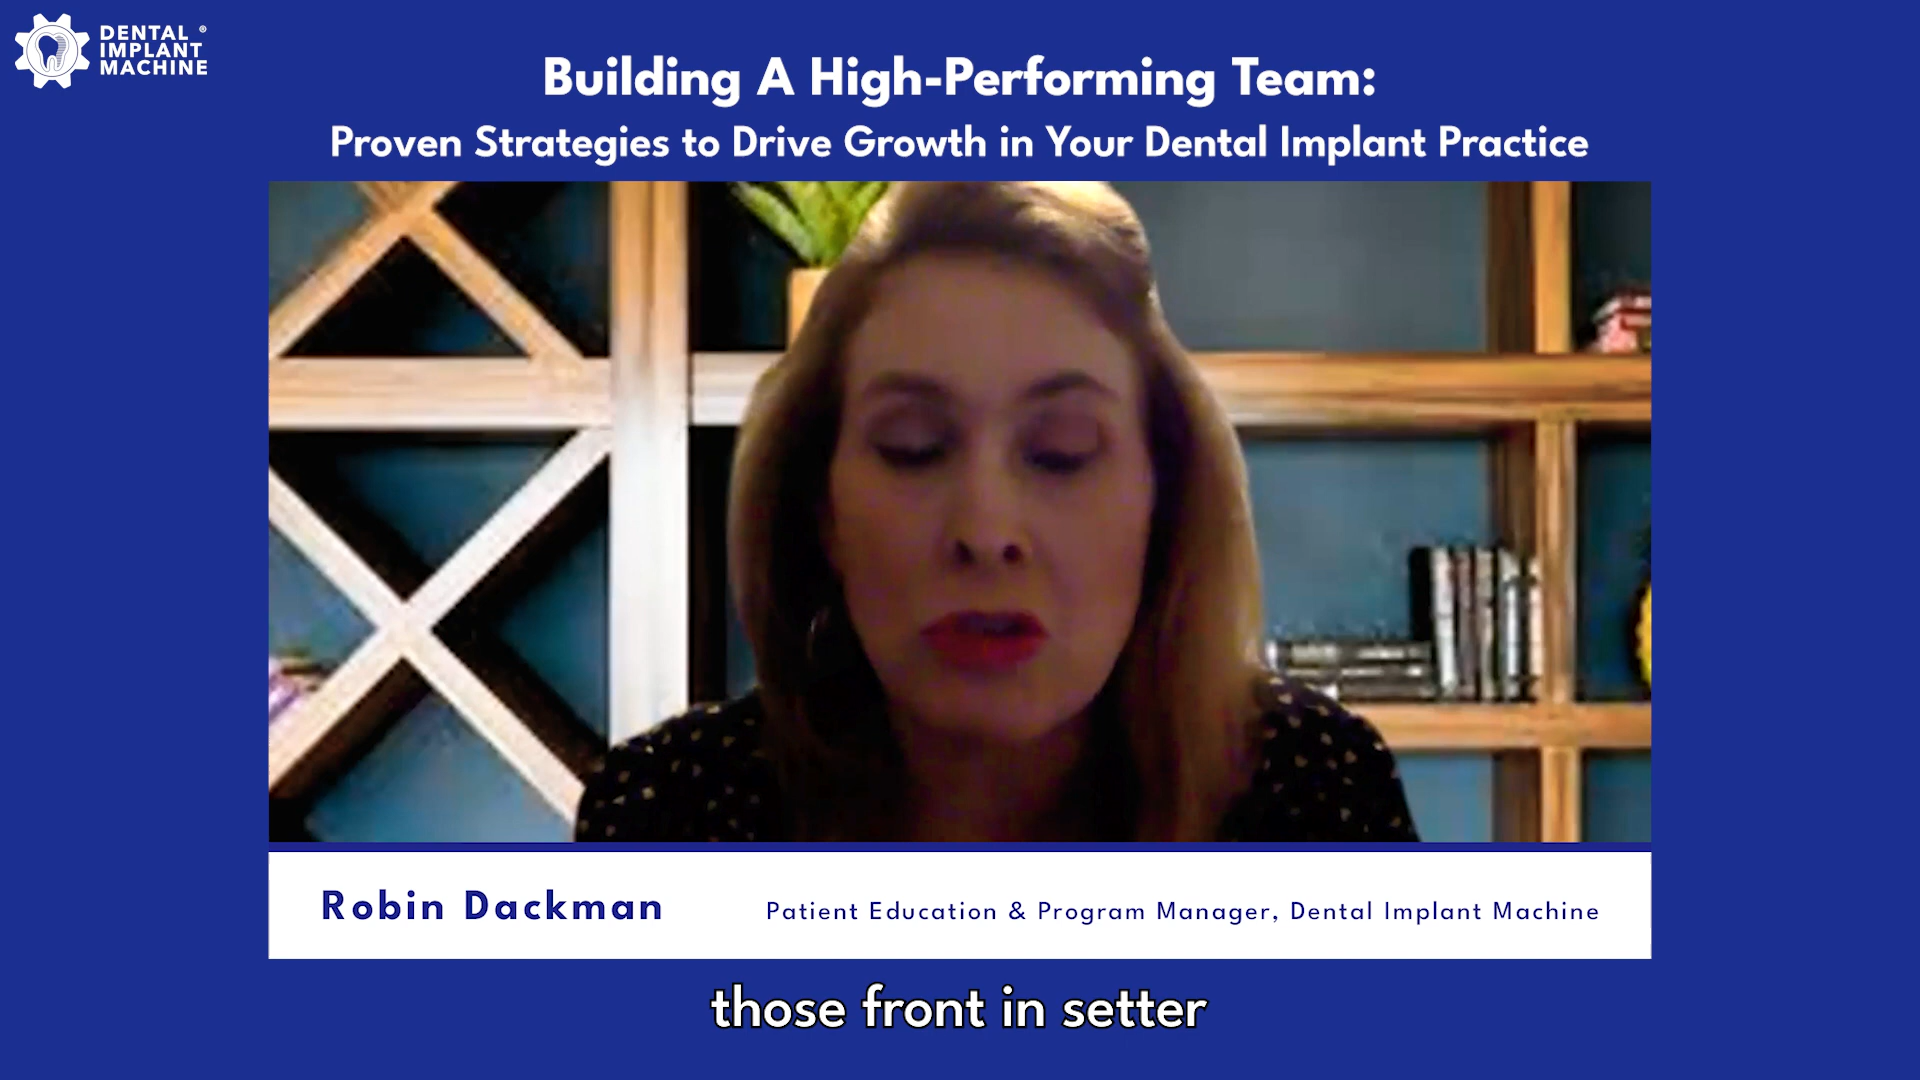 DENTAL ®
IMPLANT
MACHINE
Building A High-Performing Team:
Proven Strategies to Drive Growth in Your Dental Implant Practice
Robin Dackman
Patient Education & Program Manager, Dental Implant Machine
those front in setter